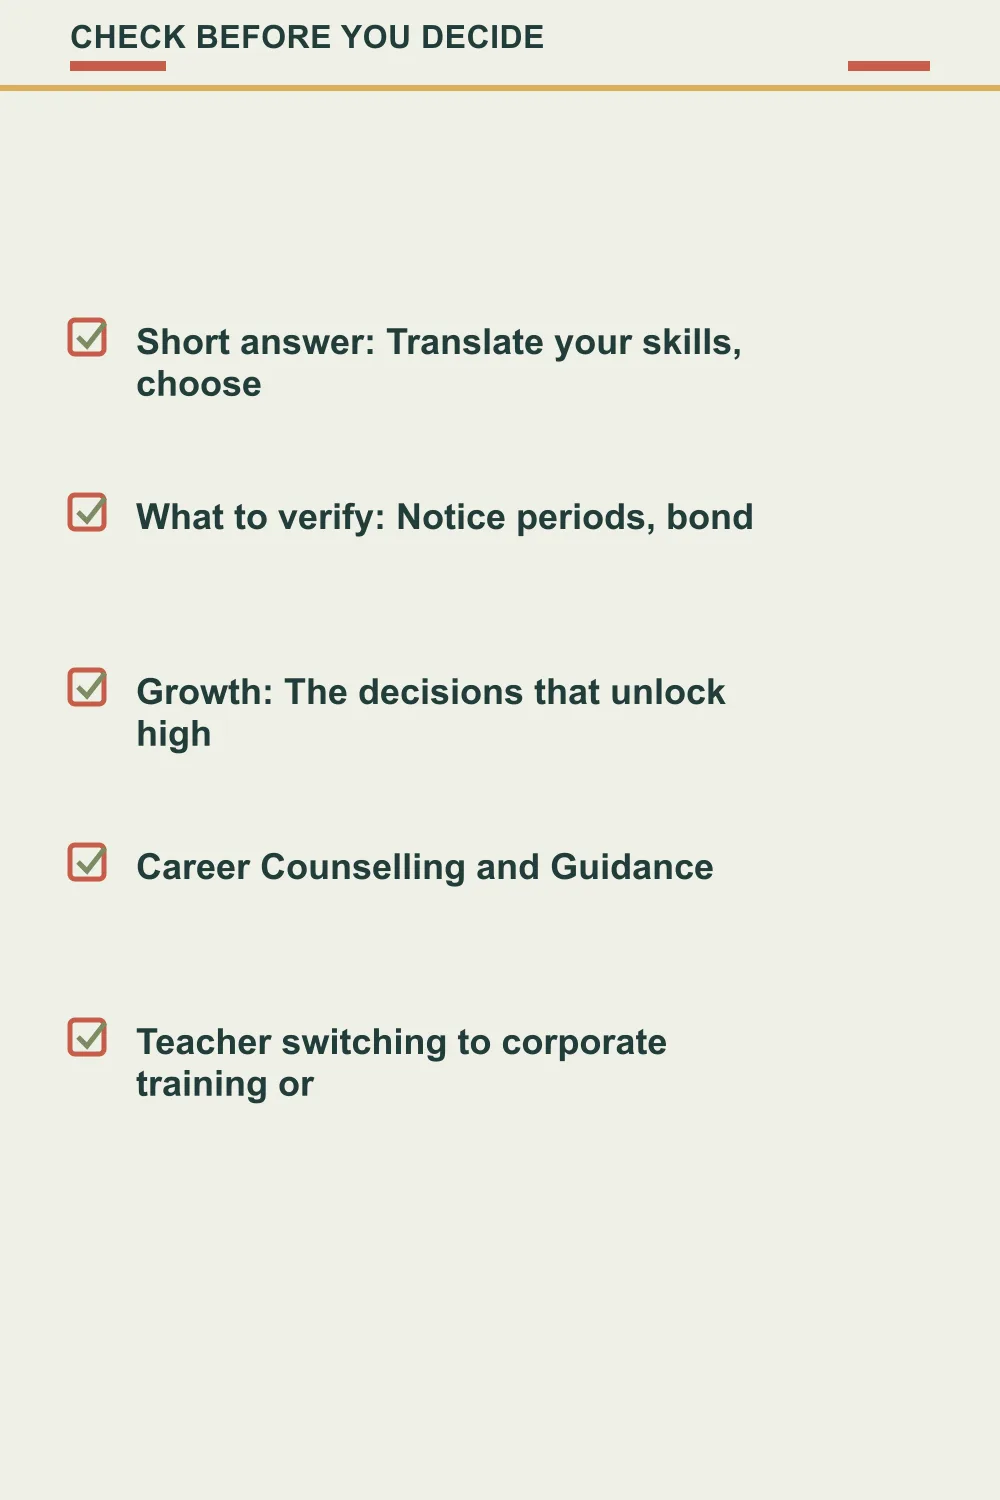 CHECK BEFORE YOU DECIDE
Short answer: Translate your skills,
choose
What to verify: Notice periods, bond
Growth: The decisions that unlock
high
Career Counselling and Guidance
Teacher switching to corporate
training or